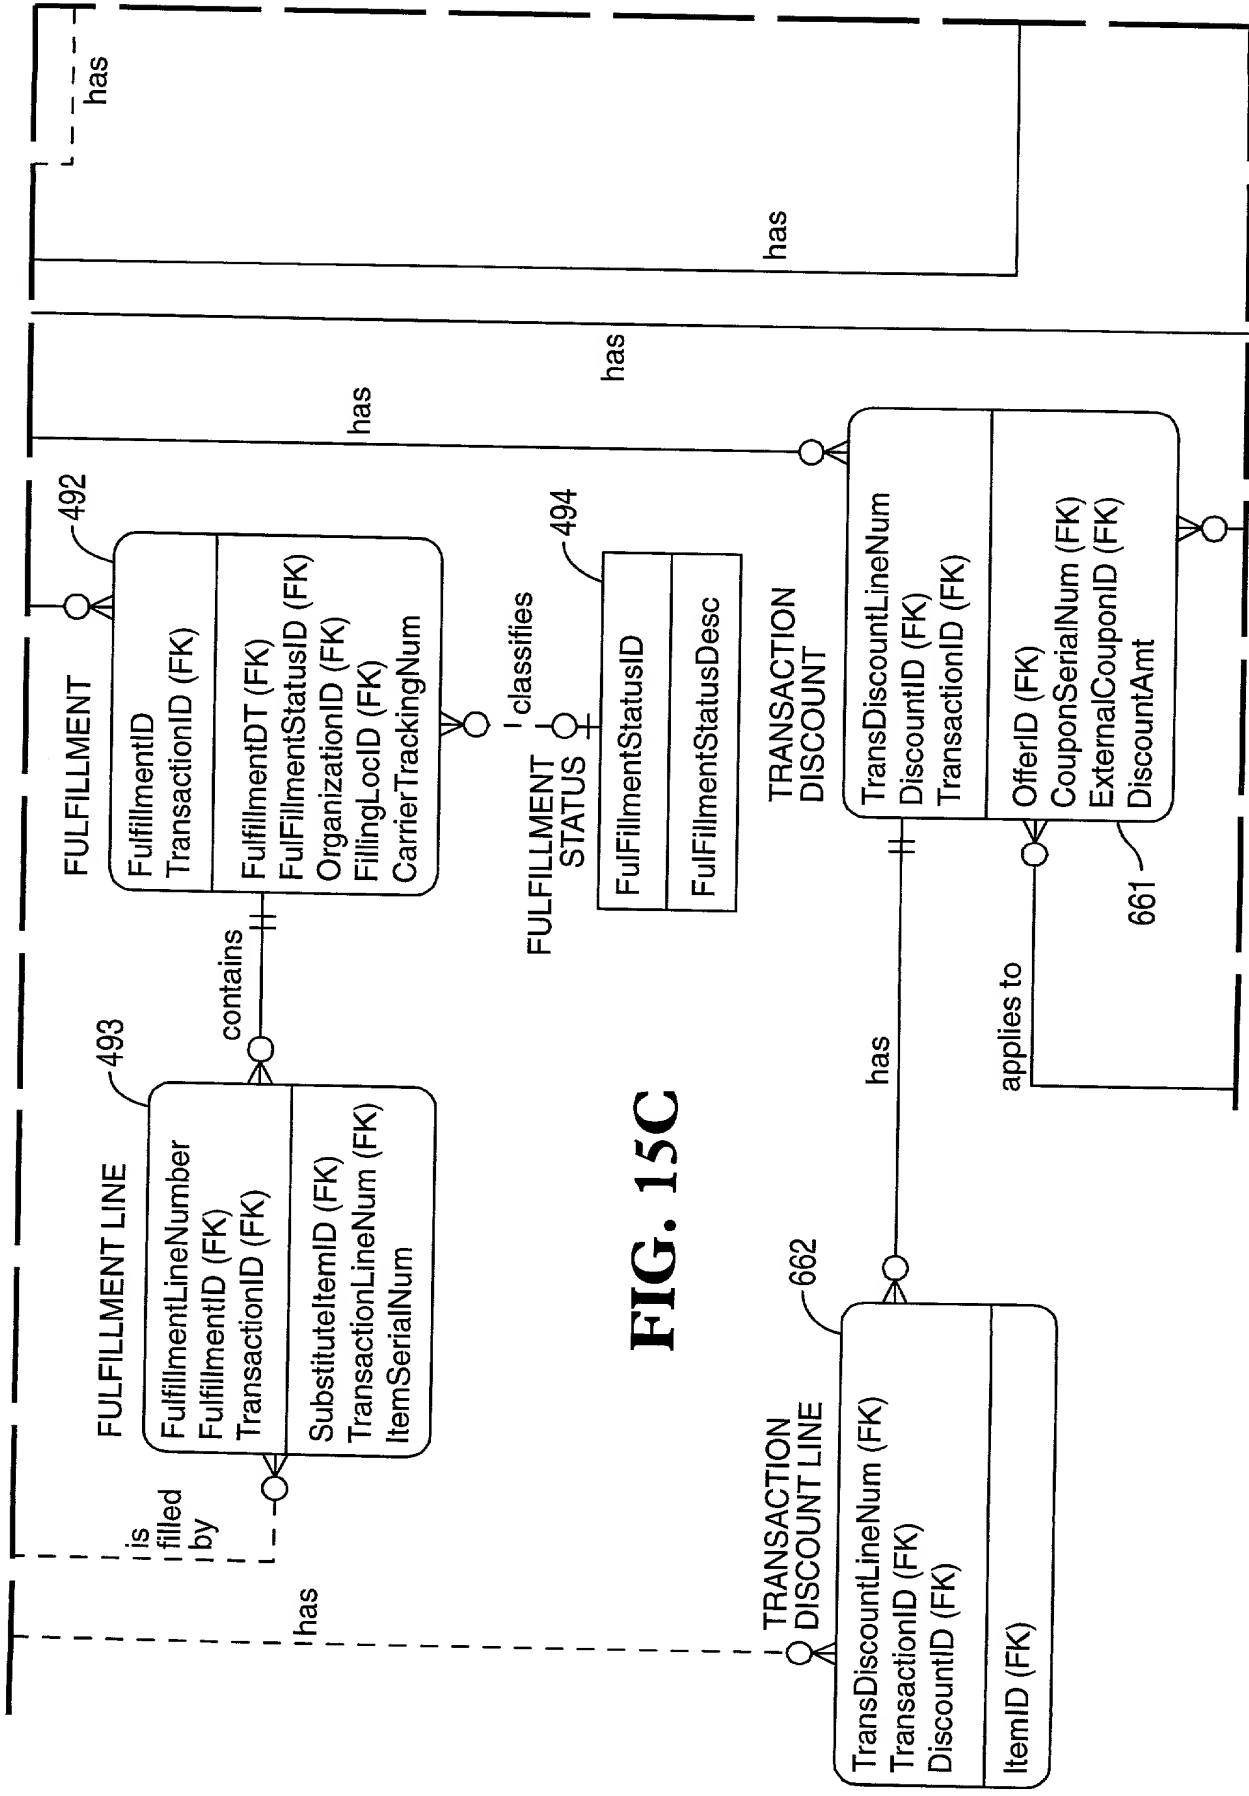 FULFILLMENT LINE
493
FulfillmentLineNumber
FulfillmentID (FK)
TransactionID (FK)
SubstituteItemID (FK)
TransactionLineNum (FK)
ItemSerialNum
is
filled
by
contains
FULFILLMENT
492
FulfillmentID
TransactionID (FK)
FulfillmentDT (FK)
FulFillmentStatusID (FK)
OrganizationID (FK)
FillingLocID (FK)
CarrierTrackingNum
has
has
classifies
FULFILLMENT
STATUS
494
FulFillmentStatusID
FulFillmentStatusDesc
has
has
has
FIG. 15C
TRANSACTION
DISCOUNT LINE
662
TransDiscountLineNum (FK)
TransactionID (FK)
DiscountID (FK)
ItemID (FK)
has
applies to
TRANSACTION
DISCOUNT
TransDiscountLineNum
DiscountID (FK)
TransactionID (FK)
OfferID (FK)
CouponSerialNum (FK)
ExternalCouponID (FK)
DiscountAmt
661